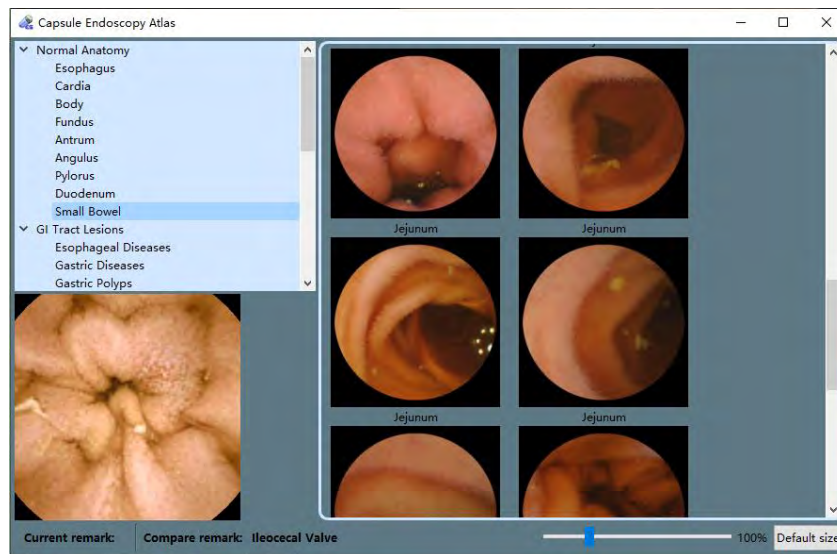 Capsule Endoscopy Atlas
Normal Anatomy
Esophagus
Cardia
Body
Fundus
Antrum
Angulus
Pylorus
Duodenum
Small Bowel
GI Tract Lesions
Esophageal Diseases
Gastric Diseases
Gastric Polyps
Jejunum Jejunum
Jejunum Jejunum
Current remark: Compare remark: Ileocecal Valve 100% Default size